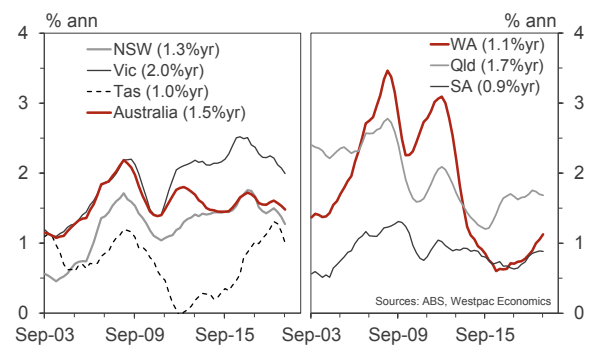 % ann
% ann
NSW (1.3%yr)
Vic (2.0%yr)
Tas (1.0%yr)
Australia (1.5%yr)
WA (1.1%yr)
Qld (1.7%yr)
SA (0.9%yr)
4
3
2
1
0
4
3
2
1
0
Sources: ABS, Westpac Economics
Sep-03
Sep-09
Sep-15
Sep-03
Sep-09
Sep-15